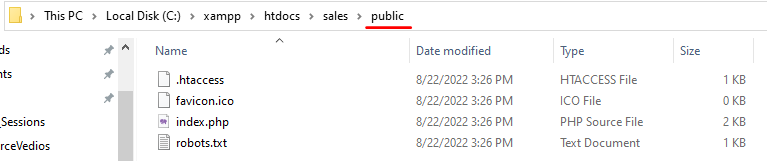 This PC > Local Disk (C:) > xampp > htdocs > sales > public
Name Date modified Type Size
ds
.htaccess 8/22/2022 3:26 PM HTACCESS File 1 KB
nts
favicon.ico 8/22/2022 3:26 PM ICO File 0 KB
_Sessions
index.php 8/22/2022 3:26 PM PHP Source File 2 KB
rceVedios
robots.txt 8/22/2022 3:26 PM Text Document 1 KB